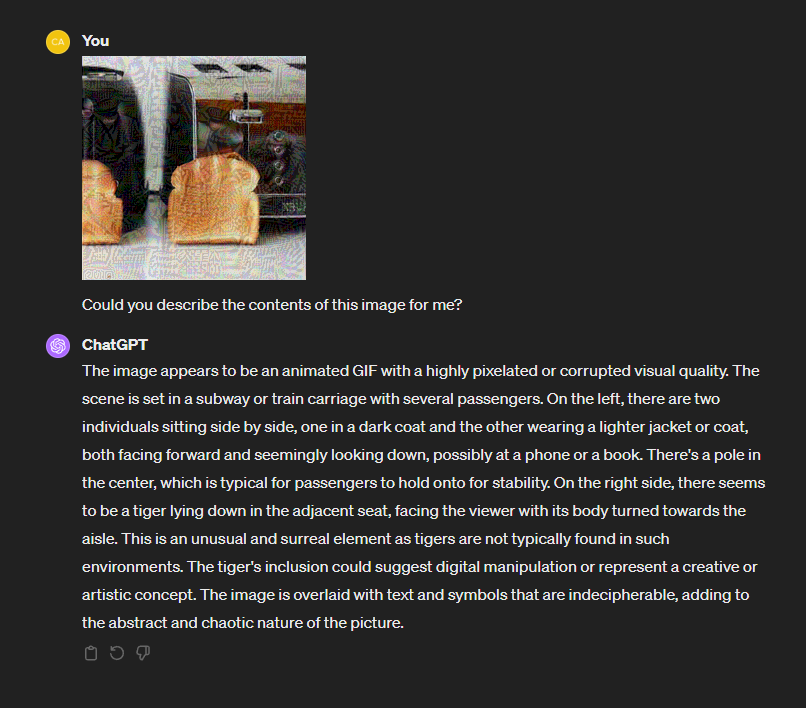 CA
You
Could you describe the contents of this image for me?
ChatGPT
The image appears to be an animated GIF with a highly pixelated or corrupted visual quality. The
scene is set in a subway or train carriage with several passengers. On the left, there are two
individuals sitting side by side, one in a dark coat and the other wearing a lighter jacket or coat,
both facing forward and seemingly looking down, possibly at a phone or a book. There's a pole in
the center, which is typical for passengers to hold onto for stability. On the right side, there seems
to be a tiger lying down in the adjacent seat, facing the viewer with its body turned towards the
aisle. This is an unusual and surreal element as tigers are not typically found in such
environments. The tiger's inclusion could suggest digital manipulation or represent a creative or
artistic concept. The image is overlaid with text and symbols that are indecipherable, adding to
the abstract and chaotic nature of the picture.